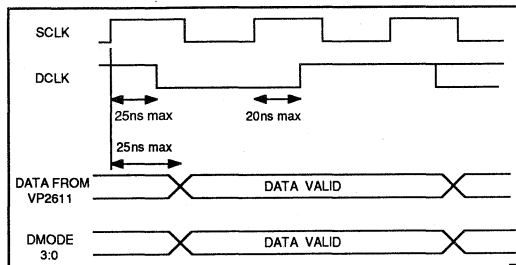 SCLK
DCLK
25ns max
20ns max
25ns max
DATA FROM
VP2611
DATA VALID
DMODE
3:0
DATA VALID